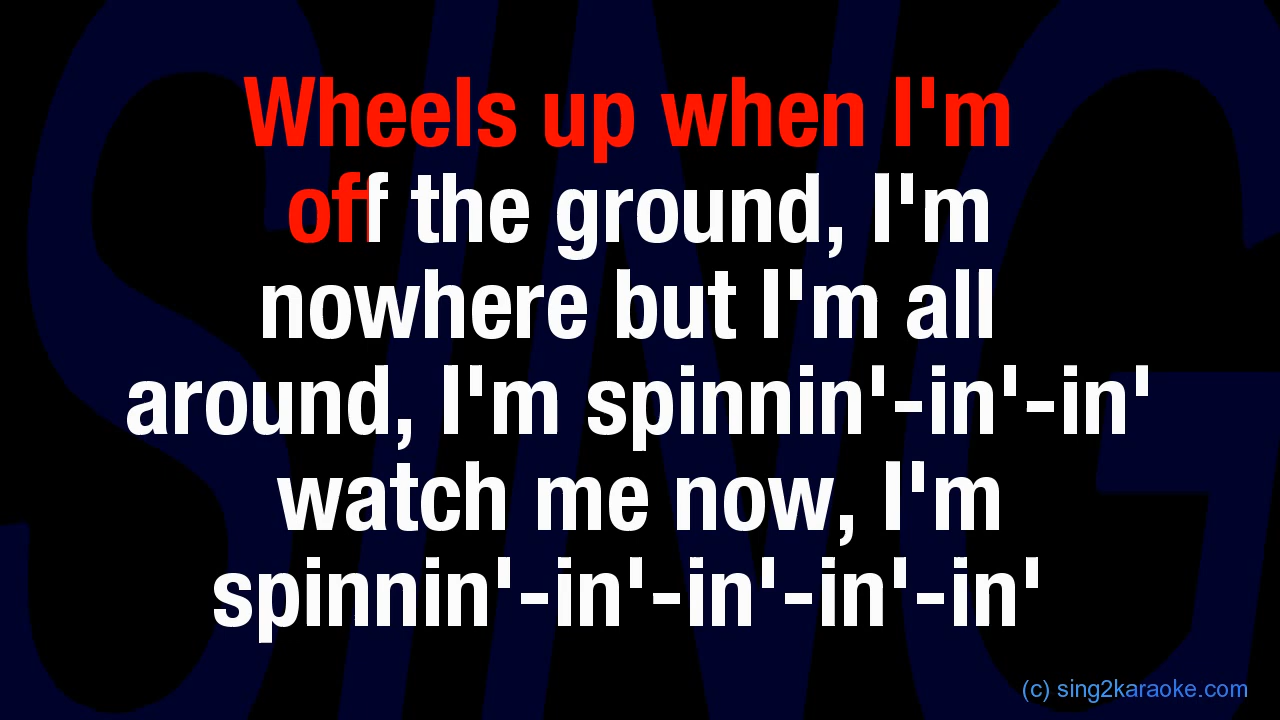 SING
Wheels up when I'm
off the ground, I'm
nowhere but I'm all
around, I'm spinnin'-in'-in'
watch me now, I'm
spinnin'-in'-in'-in'-in'
(c) sing2karaoke.com